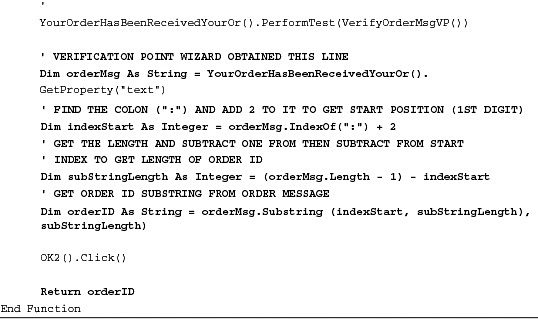 '
YourOrderHasBeenReceivedYourOr().PerformTest(VerifyOrderMsgVP())
' VERIFICATION POINT WIZARD OBTAINED THIS LINE
Dim orderMsg As String = YourOrderHasBeenReceivedYourOr().
GetProperty("text")
' FIND THE COLON (":") AND ADD 2 TO IT TO GET START POSITION (1ST DIGIT)
Dim indexStart As Integer = orderMsg.IndexOf(":") + 2
' GET THE LENGTH AND SUBTRACT ONE FROM THEN SUBTRACT FROM START
' INDEX TO GET LENGTH OF ORDER ID
Dim subStringLength As Integer = (orderMsg.Length - 1) - indexStart
' GET ORDER ID SUBSTRING FROM ORDER MESSAGE
Dim orderID As String = orderMsg.Substring (indexStart, subStringLength),
subStringLength)
OK2().Click()
Return orderID
End Function